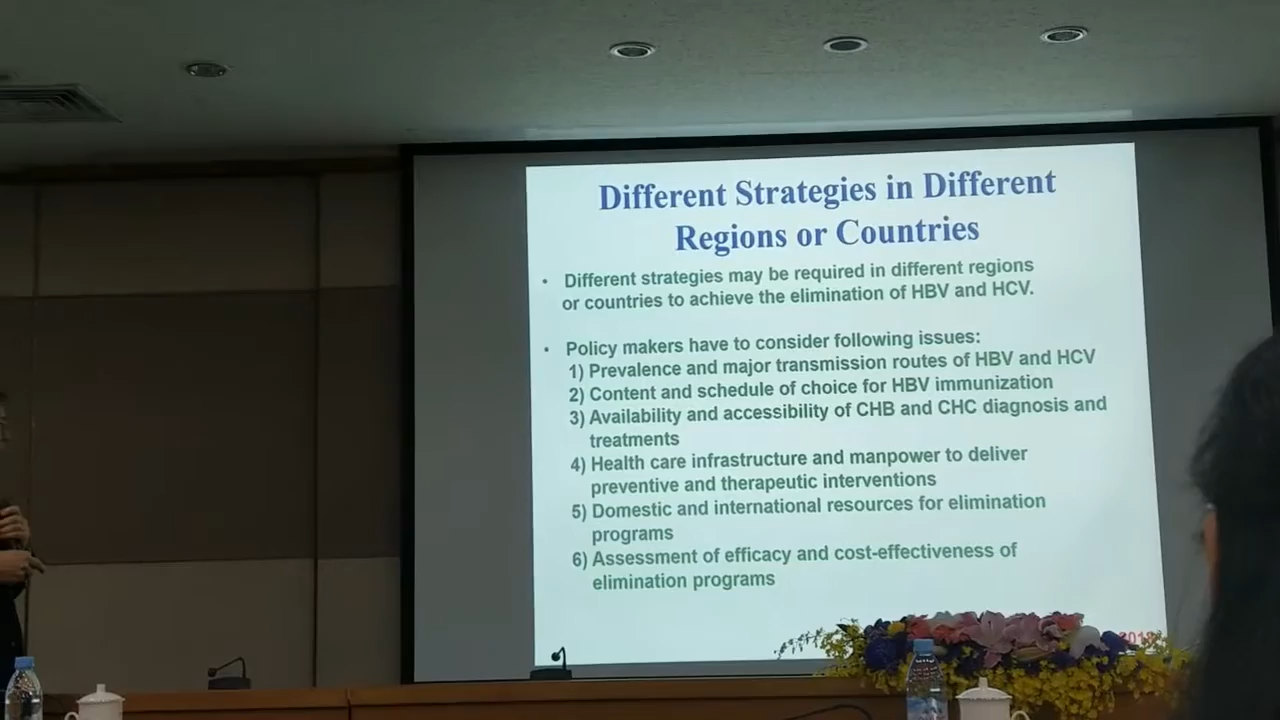 Different Strategies in Different
Regions or Countries
• Different strategies may be required in different regions
or countries to achieve the elimination of HBV and HCV.
• Policy makers have to consider following issues:
1) Prevalence and major transmission routes of HBV and HCV
2) Content and schedule of choice for HBV immunization
3) Availability and accessibility of CHB and CHC diagnosis and
treatments
4) Health care infrastructure and manpower to deliver
preventive and therapeutic interventions
5) Domestic and international resources for elimination
programs
6) Assessment of efficacy and cost-effectiveness of
elimination programs